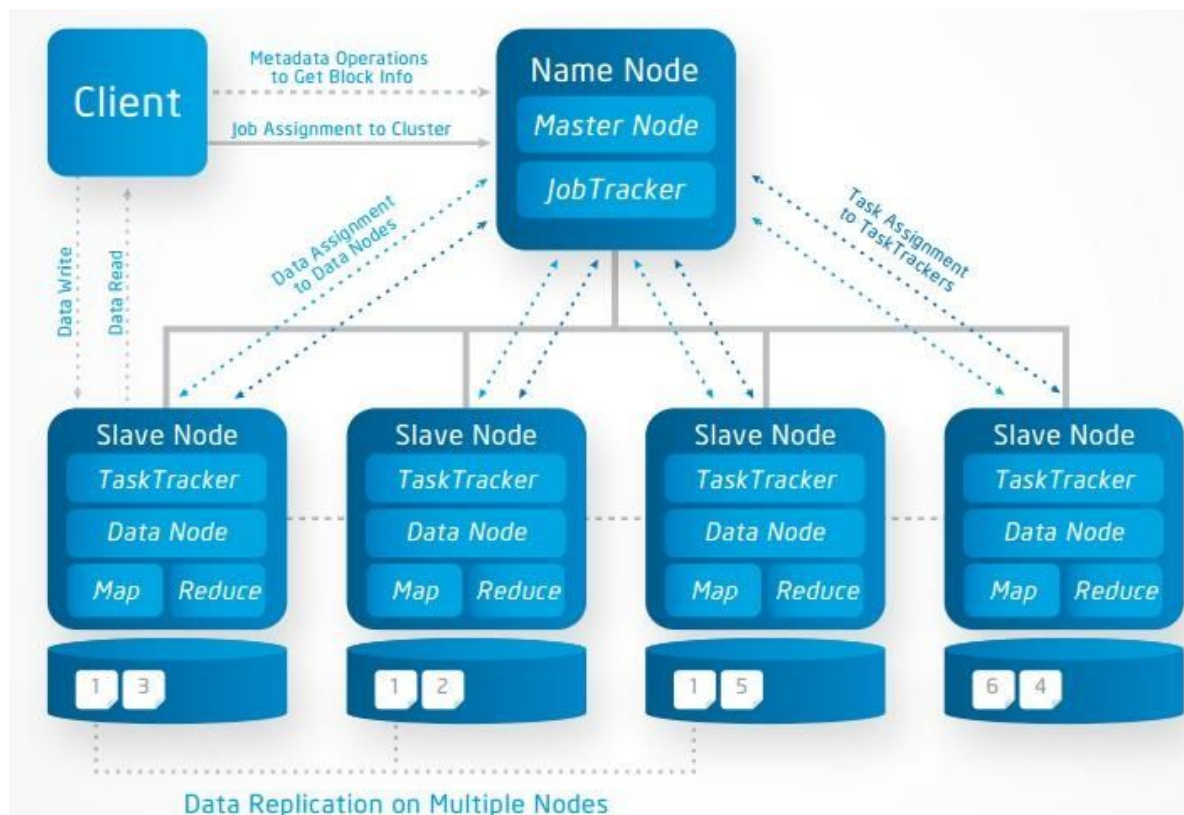 Client
Metadata Operations
to Get Block Info
Job Assignment to Cluster
Name Node
Master Node
JobTracker
Data Write
Data Read
Data Assignment
to Data Nodes
Task Assignment
to TaskTrackers
Slave Node
TaskTracker
Data Node
Map Reduce
1 3
Slave Node
TaskTracker
Data Node
Map Reduce
1 2
Slave Node
TaskTracker
Data Node
Map Reduce
1 5
Slave Node
TaskTracker
Data Node
Map Reduce
6 4
Data Replication on Multiple Nodes